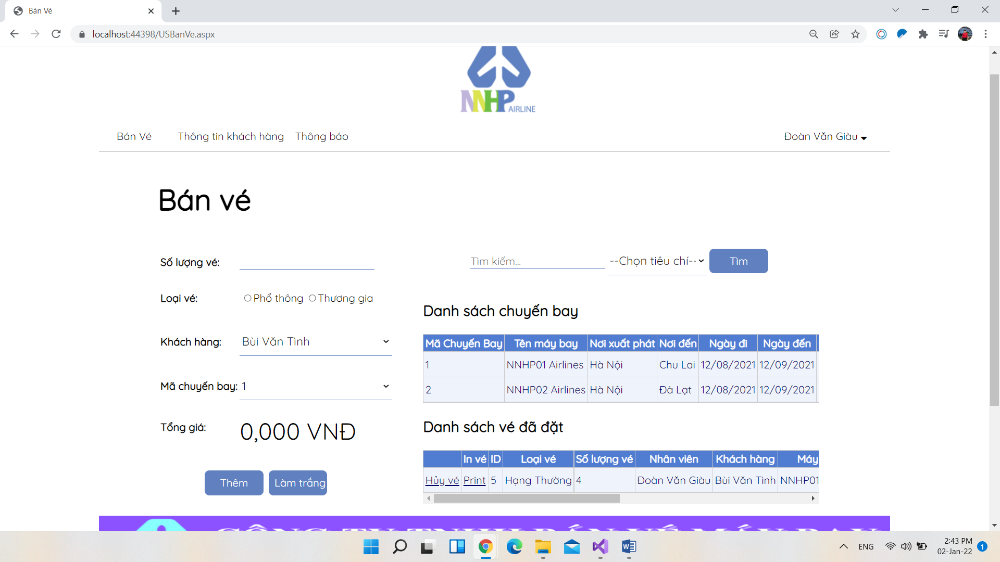 Bán Vé
localhost:44398/USBanVe.aspx
NNHP AIRLINE
Bán Vé Thông tin khách hàng Thông báo Đoàn Văn Giàu
Bán vé
Số lượng vé:
Tìm kiếm... --Chọn tiêu chí-- Tìm
Loại vé: Phổ thông Thương gia
Danh sách chuyến bay
Khách hàng: Bùi Văn Tình
Mã Chuyến Bay Tên máy bay Nơi xuất phát Nơi đến Ngày đi Ngày đến
1 NNHP01 Airlines Hà Nội Chu Lai 12/08/2021 12/09/2021
Mã chuyến bay: 1
2 NNHP02 Airlines Hà Nội Đà Lạt 12/08/2021 12/09/2021
Tổng giá: 0,000 VNĐ
Danh sách vé đã đặt
In vé ID Loại vé Số lượng vé Nhân viên Khách hàng Máy
Hủy vé Print 5 Hạng Thường 4 Đoàn Văn Giàu Bùi Văn Tình NNHP01
Thêm Làm trắng
CÔNG TY TNHH BÁN VÉ MÁY BAY
ENG
2:43 PM
02-Jan-22
1